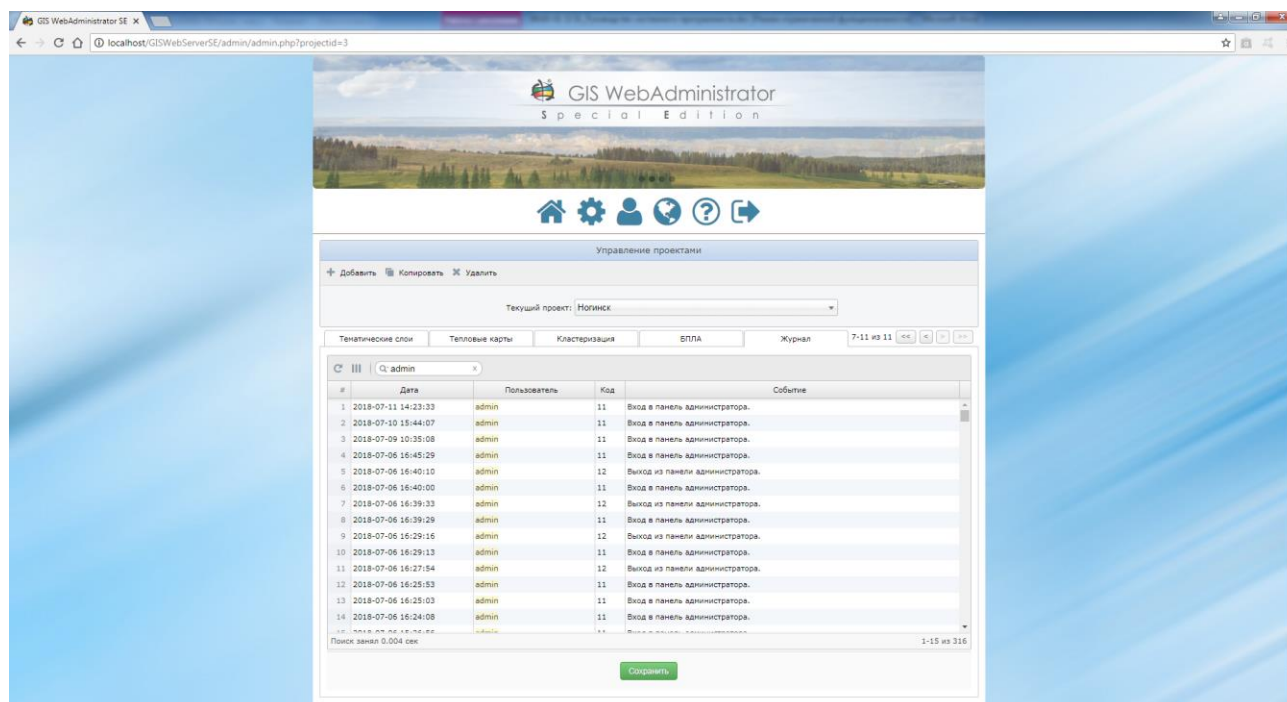 GIS WebAdministrator SE
localhost/GISWebServerSE/admin/admin.php?projectid=3
GIS WebAdministrator
Special Edition
Управление проектами
Добавить Копировать Удалить
Текущий проект: Ногинск
Тематические слои Тепловые карты Кластеризация БПЛА Журнал 7-11 из 11 << < > >>
admin x
# Дата Пользователь Код Событие
1 2018-07-11 14:23:33 admin 11 Вход в панель администратора.
2 2018-07-10 15:44:07 admin 11 Вход в панель администратора.
3 2018-07-09 10:35:08 admin 11 Вход в панель администратора.
4 2018-07-06 16:45:29 admin 11 Вход в панель администратора.
5 2018-07-06 16:40:10 admin 12 Выход из панели администратора.
6 2018-07-06 16:40:00 admin 11 Вход в панель администратора.
7 2018-07-06 16:39:33 admin 12 Выход из панели администратора.
8 2018-07-06 16:39:29 admin 11 Вход в панель администратора.
9 2018-07-06 16:29:16 admin 12 Выход из панели администратора.
10 2018-07-06 16:29:13 admin 11 Вход в панель администратора.
11 2018-07-06 16:27:54 admin 12 Выход из панели администратора.
12 2018-07-06 16:25:53 admin 11 Вход в панель администратора.
13 2018-07-06 16:25:03 admin 11 Вход в панель администратора.
14 2018-07-06 16:24:08 admin 11 Вход в панель администратора.
Поиск занял 0.004 сек 1-15 из 316
Сохранить